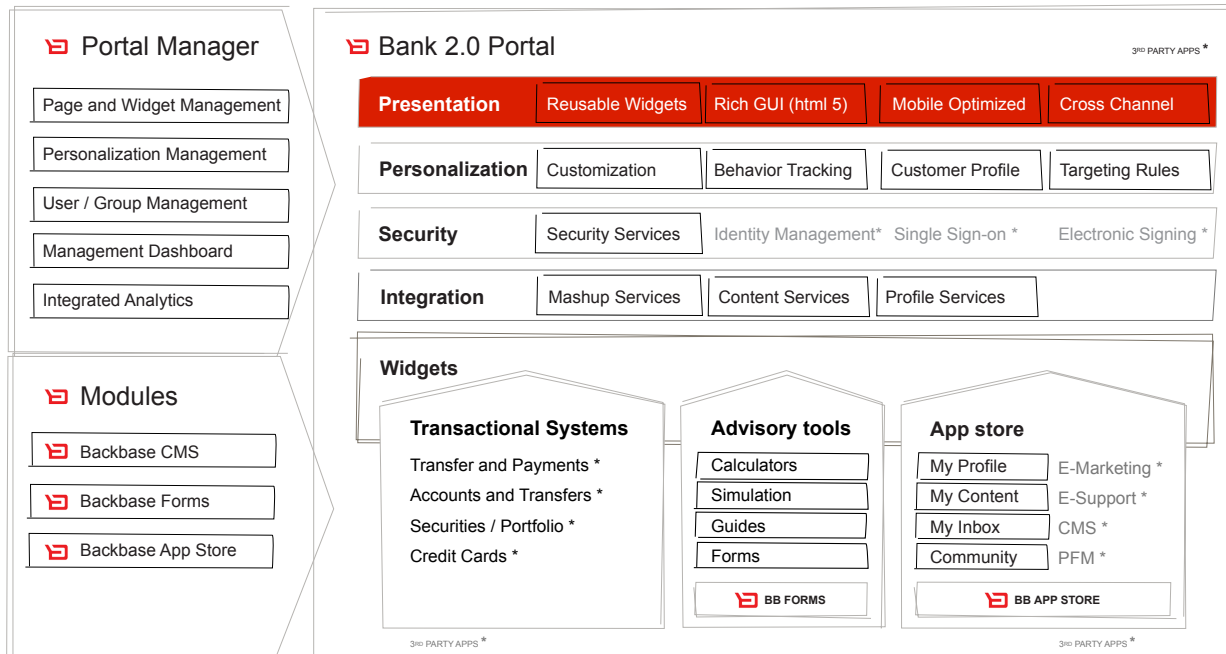 Portal Manager
Page and Widget Management
Personalization Management
User / Group Management
Management Dashboard
Integrated Analytics
Modules
Backbase CMS
Backbase Forms
Backbase App Store
Bank 2.0 Portal
3RD PARTY APPS *
Presentation Reusable Widgets Rich GUI (html 5) Mobile Optimized Cross Channel
Personalization Customization Behavior Tracking Customer Profile Targeting Rules
Security Security Services Identity Management* Single Sign-on * Electronic Signing *
Integration Mashup Services Content Services Profile Services
Widgets
Transactional Systems
Transfer and Payments *
Accounts and Transfers *
Securities / Portfolio *
Credit Cards *
Advisory tools
Calculators
Simulation
Guides
Forms
BB FORMS
App store
My Profile E-Marketing *
My Content E-Support *
My Inbox CMS *
Community PFM *
BB APP STORE
3RD PARTY APPS *
3RD PARTY APPS *